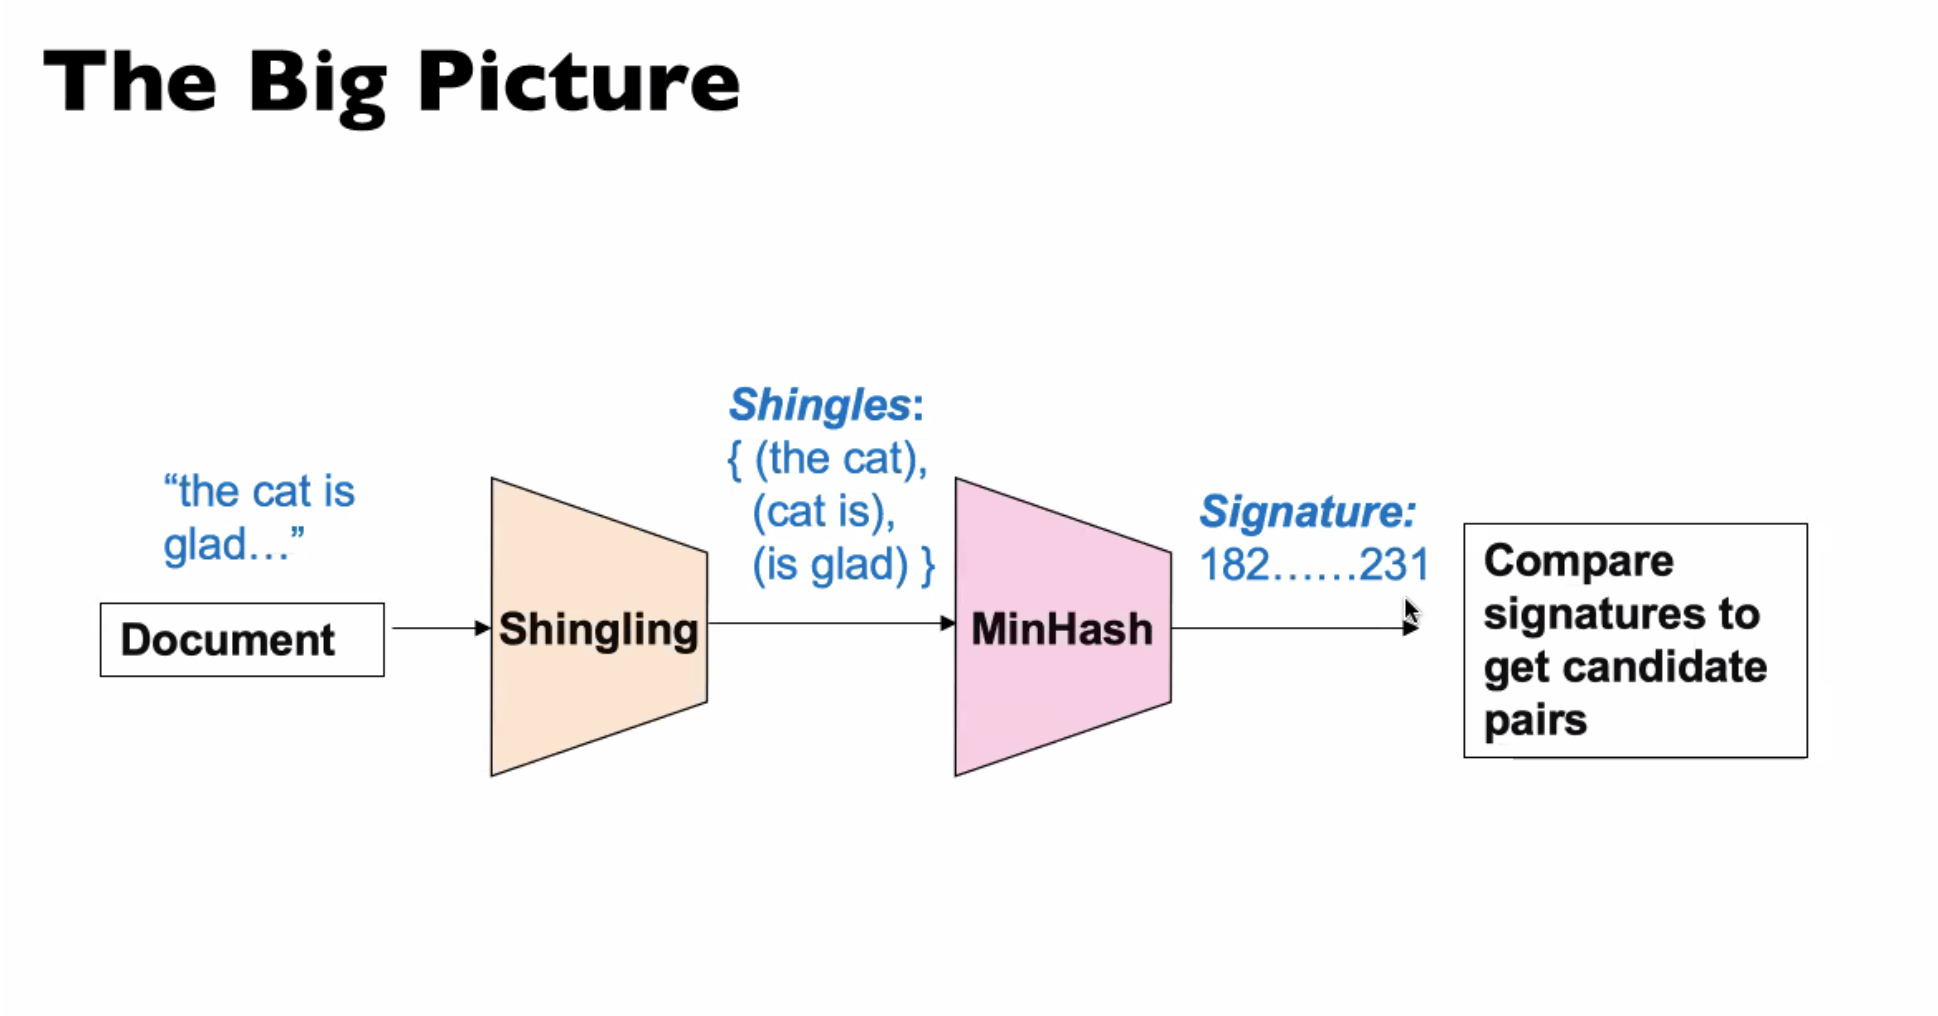 The Big Picture
“the cat is
glad…”
Document
Shingling
Shingles:
{ (the cat),
(cat is),
(is glad) }
MinHash
Signature:
182……231
Compare
signatures to
get candidate
pairs